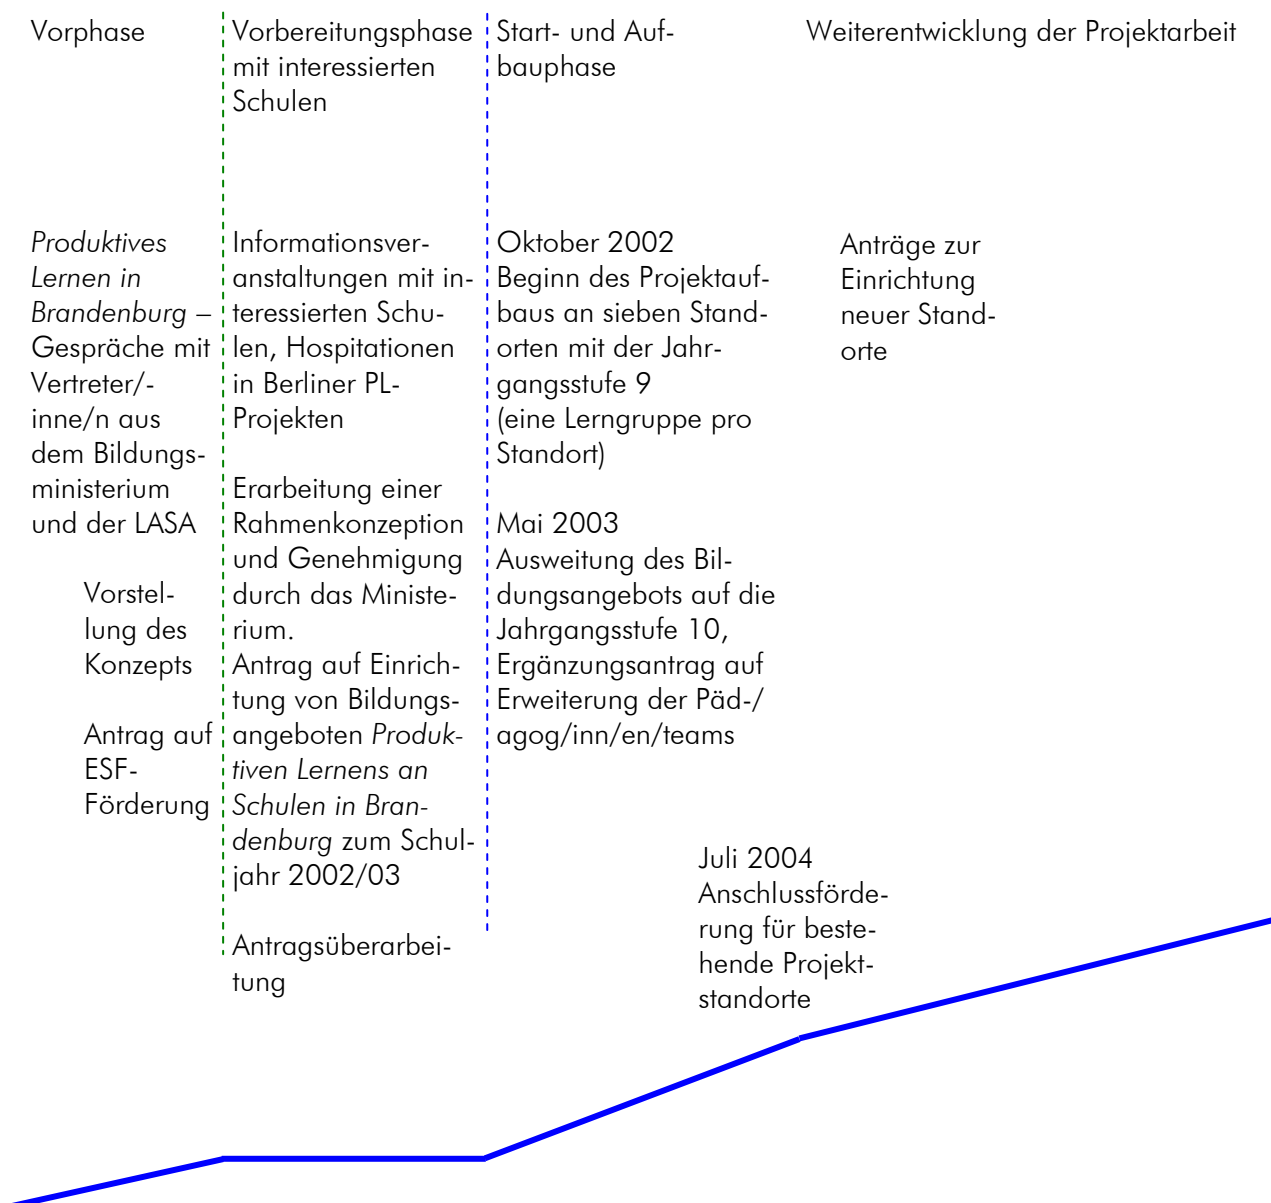 Vorphase
Vorbereitungsphase
mit interessierten
Schulen
Start- und Auf-
bauphase
Weiterentwicklung der Projektarbeit
Produktives
Lernen in
Brandenburg –
Gespräche mit
Vertreter/-
inne/n aus
dem Bildungs-
ministerium
und der LASA
Vorstel-
lung des
Konzepts
Antrag auf
ESF-
Förderung
Informationsver-
anstaltungen mit in-
teressierten Schu-
len, Hospitationen
in Berliner PL-
Projekten
Erarbeitung einer
Rahmenkonzeption
und Genehmigung
durch das Ministe-
rium.
Antrag auf Einrich-
tung von Bildungs-
angeboten Produk-
tiven Lernens an
Schulen in Bran-
denburg zum Schul-
jahr 2002/03
Antragsüberarbei-
tung
Oktober 2002
Beginn des Projektauf-
baus an sieben Stand-
orten mit der Jahr-
gangsstufe 9
(eine Lerngruppe pro
Standort)
Mai 2003
Ausweitung des Bil-
dungsangebots auf die
Jahrgangsstufe 10,
Ergänzungsantrag auf
Erweiterung der Päd-/
agog/inn/en/teams
Juli 2004
Anschlussförde-
rung für beste-
hende Projekt-
standorte
Anträge zur
Einrichtung
neuer Stand-
orte